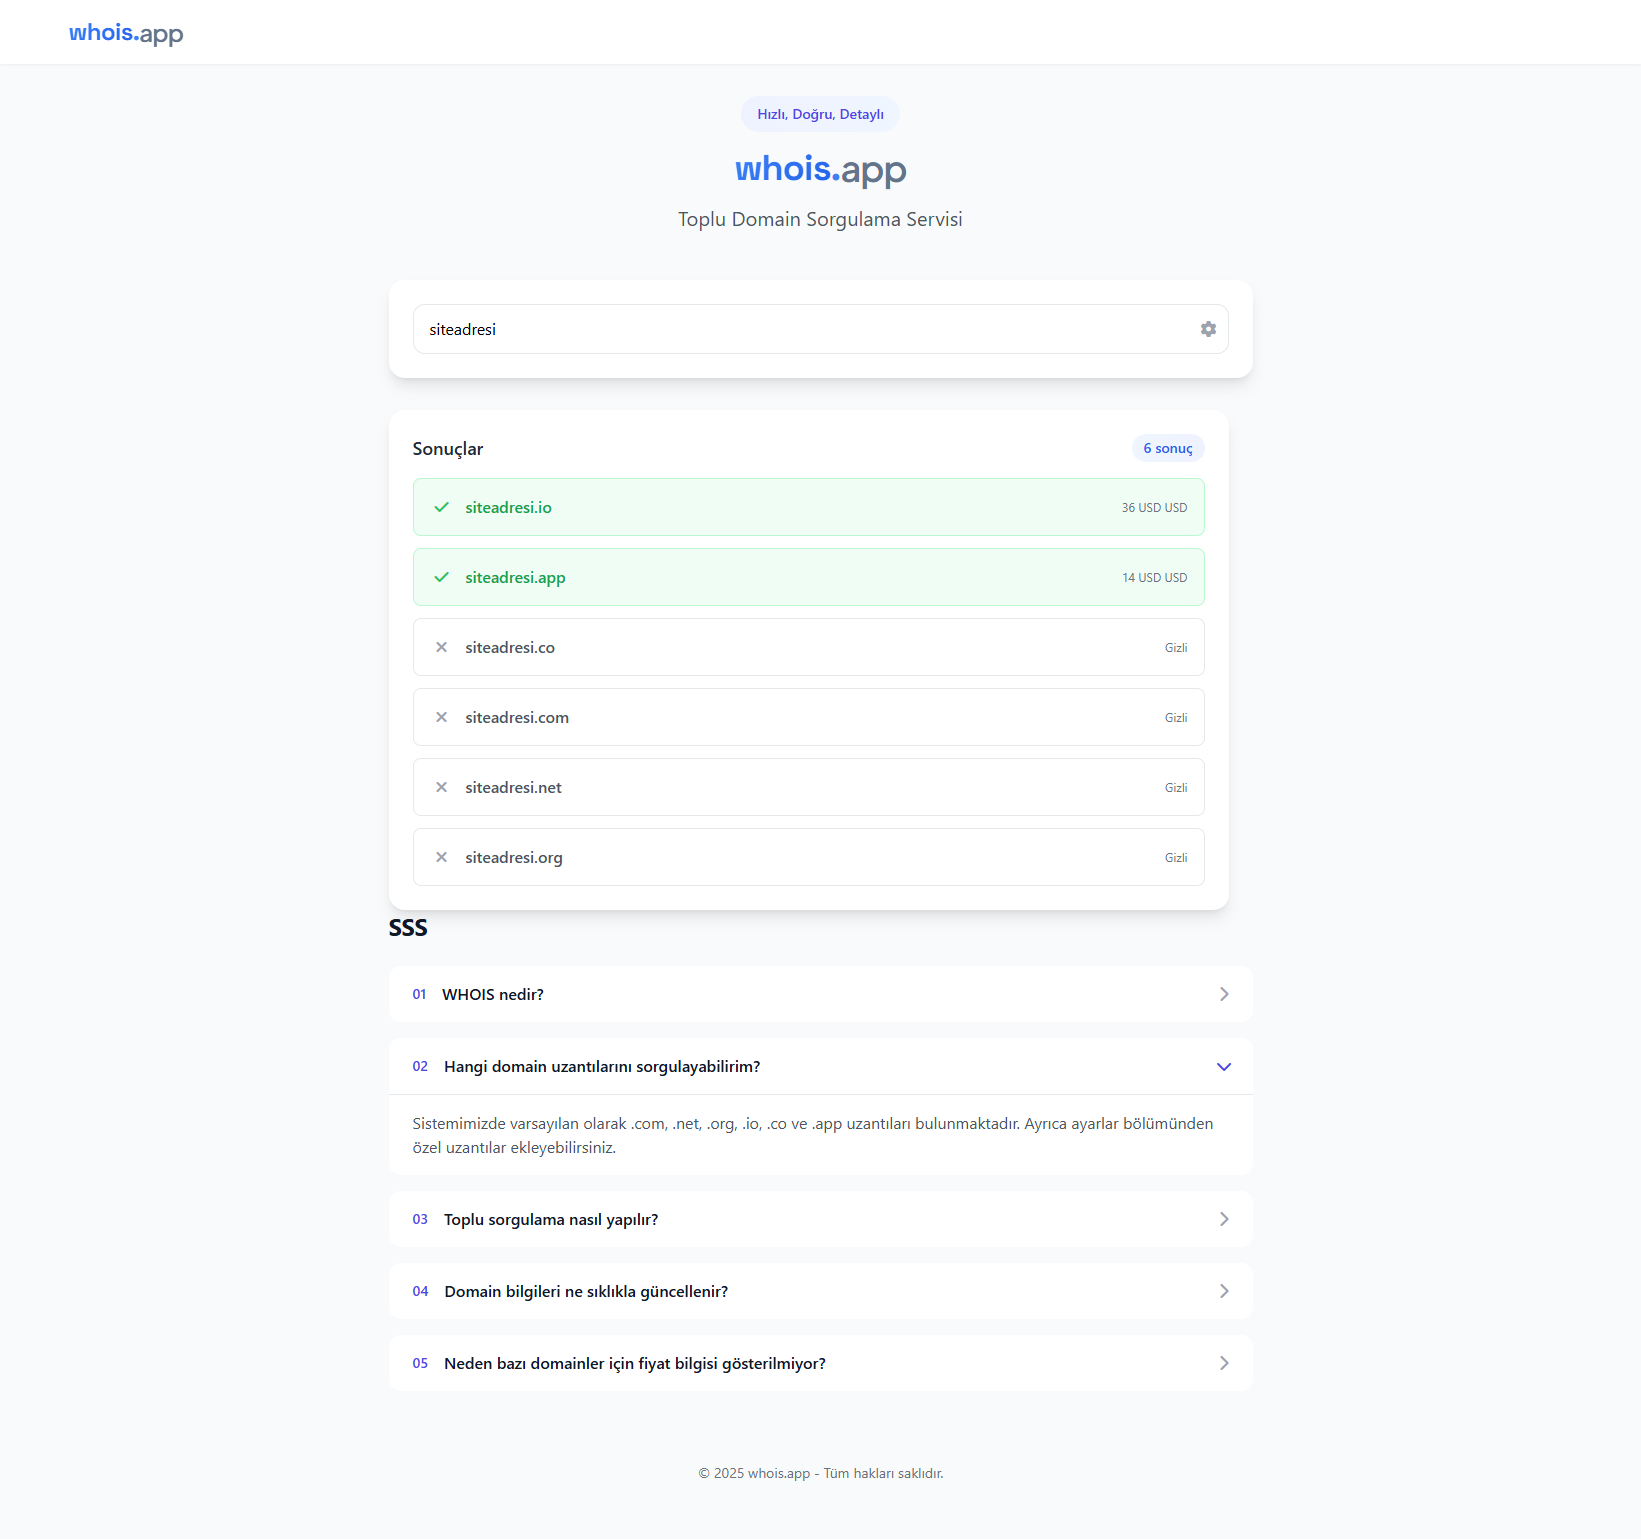 whois.app
Hızlı, Doğru, Detaylı
whois.app
Toplu Domain Sorgulama Servisi
siteadresi
Sonuçlar
6 sonuç
siteadresi.io
36 USD USD
siteadresi.app
14 USD USD
siteadresi.co
Gizli
siteadresi.com
Gizli
siteadresi.net
Gizli
siteadresi.org
Gizli
SSS
01 WHOIS nedir?
02 Hangi domain uzantılarını sorgulayabilirim?
Sistemimizde varsayılan olarak .com, .net, .org, .io, .co ve .app uzantıları bulunmaktadır. Ayrıca ayarlar bölümünden
özel uzantılar ekleyebilirsiniz.
03 Toplu sorgulama nasıl yapılır?
04 Domain bilgileri ne sıklıkla güncellenir?
05 Neden bazı domainler için fiyat bilgisi gösterilmiyor?
© 2025 whois.app - Tüm hakları saklıdır.